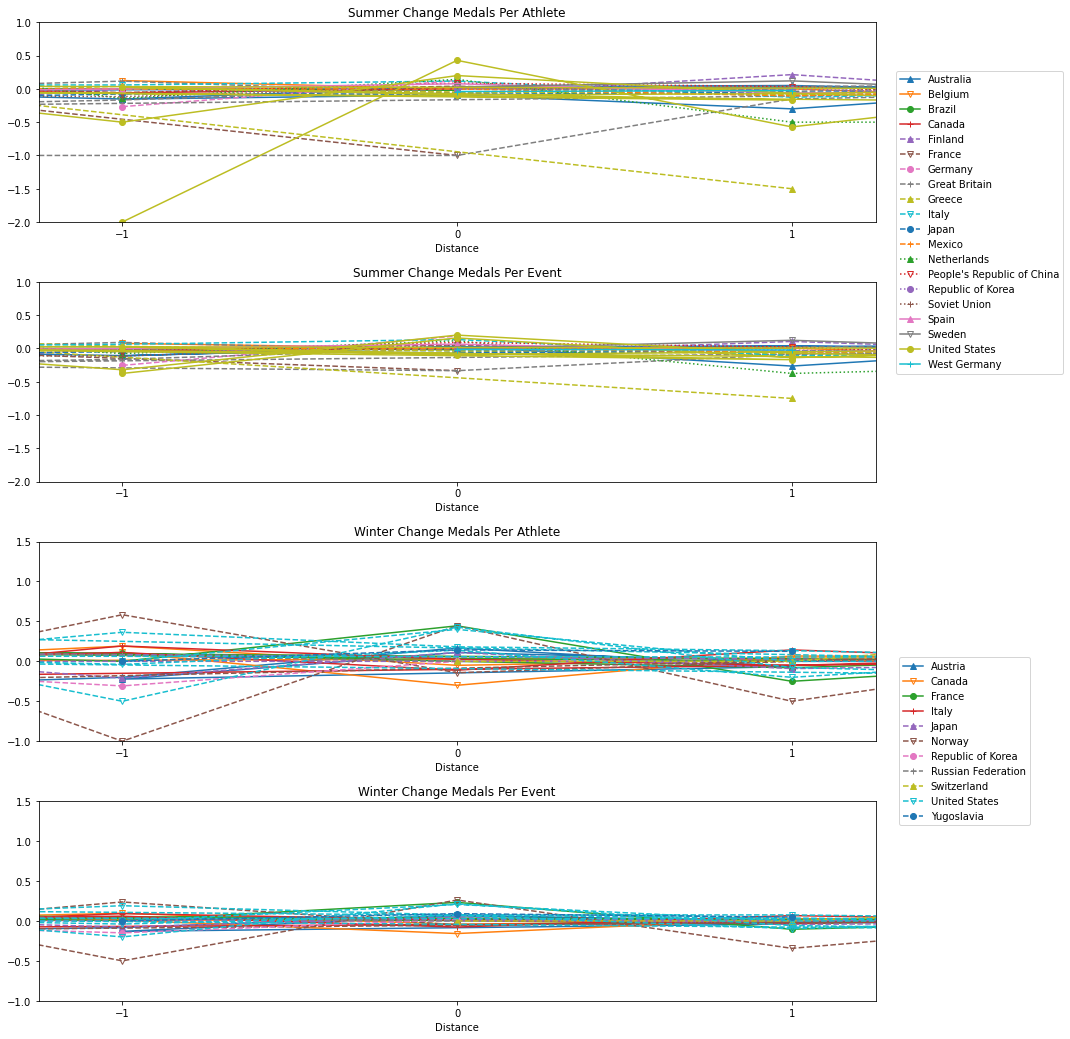 Summer Change Medals Per Athlete
1.0
0.5
0.0
−0.5
−1.0
−1.5
−2.0
−1
0
1
Distance
Summer Change Medals Per Event
1.0
0.5
0.0
−0.5
−1.0
−1.5
−2.0
−1
0
1
Distance
Australia
Belgium
Brazil
Canada
Finland
France
Germany
Great Britain
Greece
Italy
Japan
Mexico
Netherlands
People's Republic of China
Republic of Korea
Soviet Union
Spain
Sweden
United States
West Germany
Winter Change Medals Per Athlete
1.5
1.0
0.5
0.0
−0.5
−1.0
−1
0
1
Distance
Winter Change Medals Per Event
1.5
1.0
0.5
0.0
−0.5
−1.0
−1
0
1
Distance
Austria
Canada
France
Italy
Japan
Norway
Republic of Korea
Russian Federation
Switzerland
United States
Yugoslavia